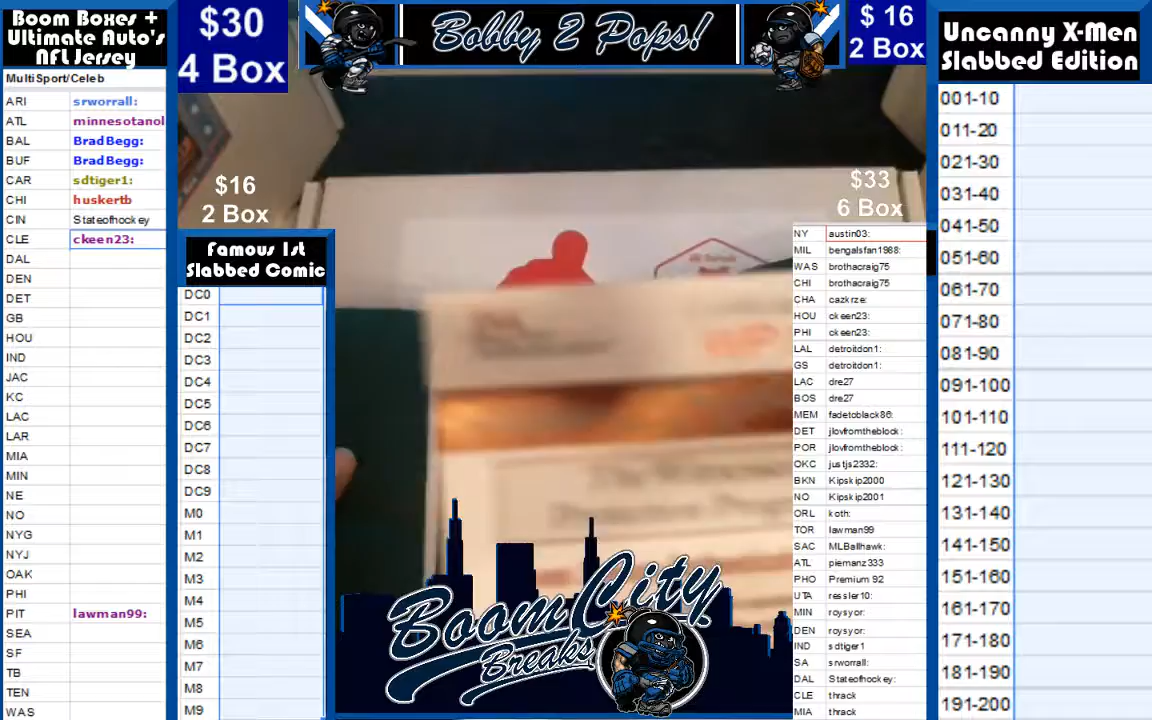 Boom Boxes +
Ultimate Auto's
NFL Jersey
MultiSport/Celeb
ARI srworrall:
ATL minnesotanol
BAL Brad Begg:
BUF Brad Begg:
CAR sdtiger1:
CHI huskertb
CIN Stateofhockey
CLE ckeen23:
DAL
DEN
DET
GB
HOU
IND
JAC
KC
LAC
LAR
MIA
MIN
NE
NO
NYG
NYJ
OAK
PHI
PIT lawman99:
SEA
SF
TB
TEN
WAS
$30
4 Box
Bobby 2 Pops!
$ 16
2 Box
$16
2 Box
$33
6 Box
Famous 1st
Slabbed Comic
DC0
DC1
DC2
DC3
DC4
DC5
DC6
DC7
DC8
DC9
M0
M1
M2
M3
M4
M5
M6
M7
M8
M9
Boom City
Breaks
NY austin03:
MIL bengalsfan1988:
WAS brothacraig75
CHI brothacraig75
CHA cazkrze:
HOU ckeen23:
PHI ckeen23:
LAL detroitdon1:
GS detroitdon1:
LAC dre27
BOS dre27
MEM fadetoblack86:
DET jlovfromtheblock:
POR jlovfromtheblock:
OKC justjs2332:
BKN Kipskip2000
NO Kipskip2001
ORL koth:
TOR lawman99
SAC MLBallhawk:
ATL piemanz333
PHO Premium 92
UTA ressler10:
MIN roysyor:
DEN roysyor:
IND sdtiger1
SA srworrall:
DAL Stateofhockey:
CLE thrack
MIA thrack
Uncanny X-Men
Slabbed Edition
001-10
011-20
021-30
031-40
041-50
051-60
061-70
071-80
081-90
091-100
101-110
111-120
121-130
131-140
141-150
151-160
161-170
171-180
181-190
191-200